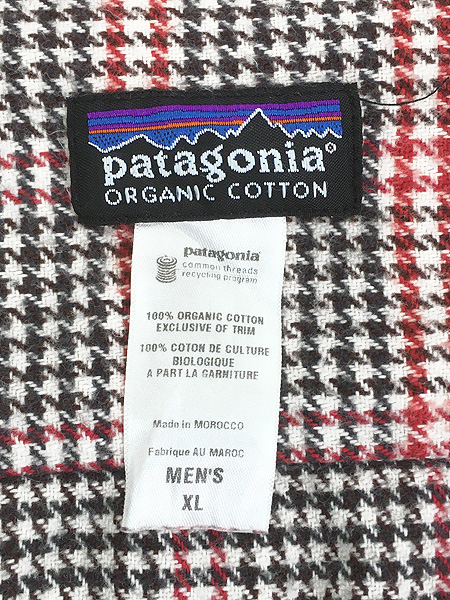 patagonia®
ORGANIC COTTON
patagonia®
common threads
recycling program
100% ORGANIC COTTON
EXCLUSIVE OF TRIM
100% COTON DE CULTURE
BIOLOGIQUE
A PART LA GARNITURE
Made in MOROCCO
Fabrique AU MAROC
MEN'S
XL